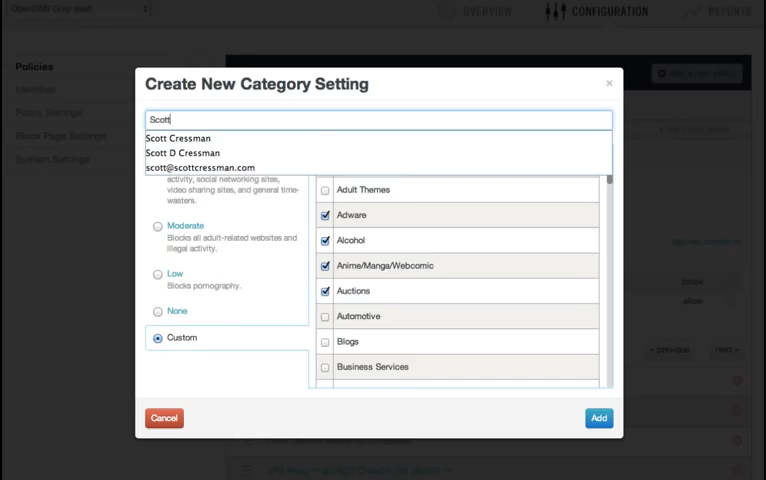 OpenDNS Corp
OVERVIEW
CONFIGURATION
REPORTS
Policies
Identities
Policy Settings
Block Page Settings
System Settings
Create New Category Setting
×
Scott
Scott Cressman
Scott D Cressman
scott@scottcressman.com
activity, social networking sites,
video sharing sites, and general time-
wasters.
Moderate
Blocks all adult-related websites and
illegal activity.
Low
Blocks pornography.
None
Custom
Adult Themes
Adware
Alcohol
Anime/Manga/Webcomic
Auctions
Automotive
Blogs
Business Services
block
allow
« previous
next »
Cancel
Add